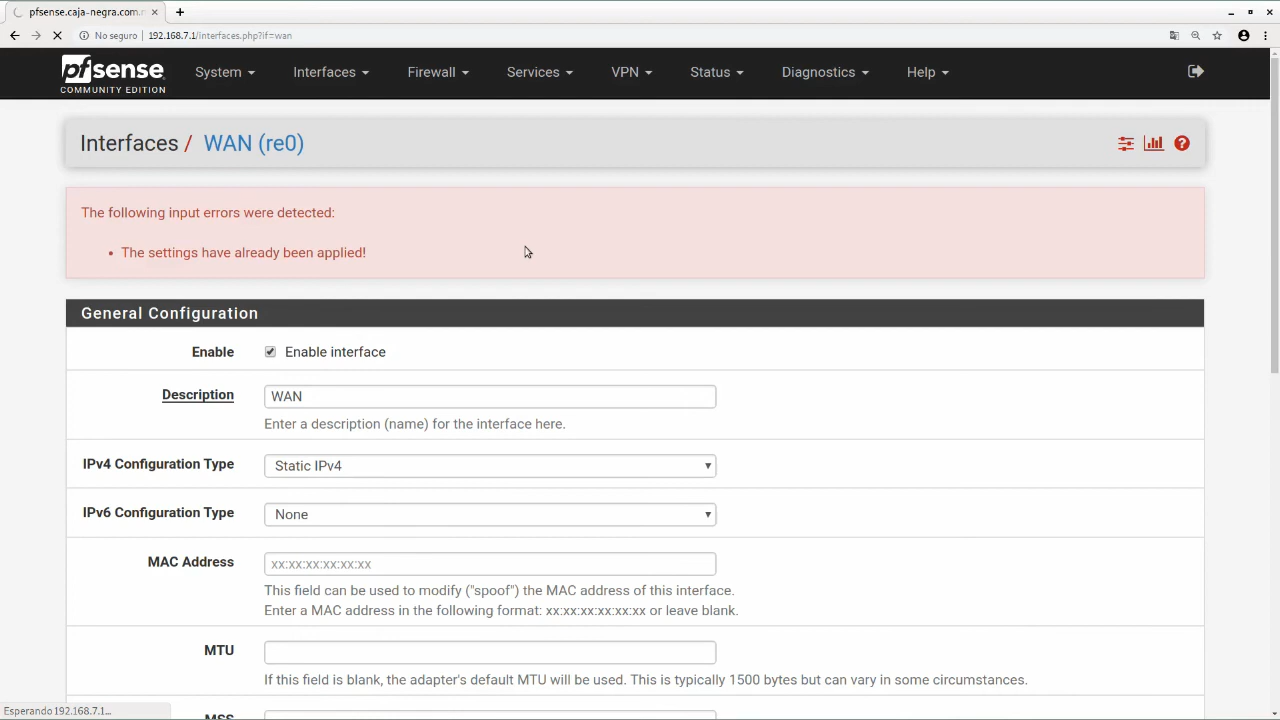 pfsense.caja-negra.com.
No seguro | 192.168.7.1/interfaces.php?if=wan
pfsense
COMMUNITY EDITION
System Interfaces Firewall Services VPN Status Diagnostics Help
Interfaces / WAN (re0)
The following input errors were detected:
• The settings have already been applied!
General Configuration
Enable Enable interface
Description WAN
Enter a description (name) for the interface here.
IPv4 Configuration Type Static IPv4
IPv6 Configuration Type None
MAC Address xx:xx:xx:xx:xx:xx
This field can be used to modify ("spoof") the MAC address of this interface.
Enter a MAC address in the following format: xx:xx:xx:xx:xx:xx or leave blank.
MTU
If this field is blank, the adapter's default MTU will be used. This is typically 1500 bytes but can vary in some circumstances.
MSS
Esperando 192.168.7.1...